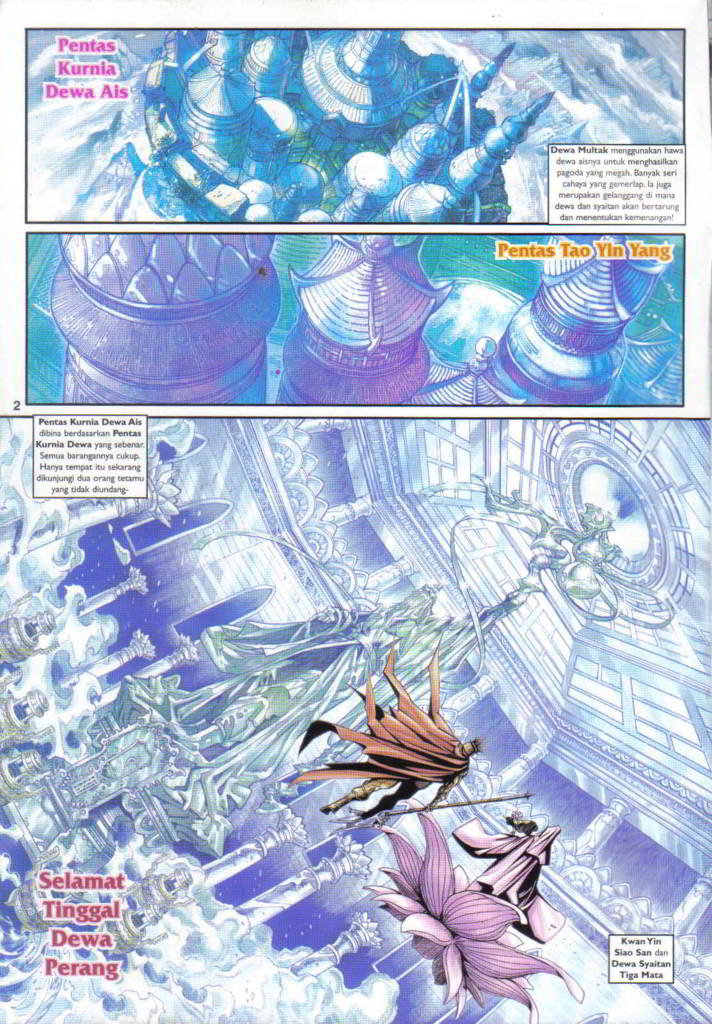 Pentas
Kurnia
Dewa Ais
Dewa Multak menggunakan hawa
dewa aisnya untuk menghasilkan
pagoda yang megah. Banyak seri
cahaya yang gemerlap. Ia juga
merupakan gelanggang di mana
dewa dan syaitan akan bertarung
dan menentukan kemenangan!
Pentas Tao Yin Yang
2
Pentas Kurnia Dewa Ais
dibina berdasarkan Pentas
Kurnia Dewa yang sebenar.
Semua barangannya cukup.
Hanya tempat itu sekarang
dikunjungi dua orang tetamu
yang tidak diundang-
Selamat
Tinggal
Dewa
Perang
Kwan Yin
Siao San dan
Dewa Syaitan
Tiga Mata